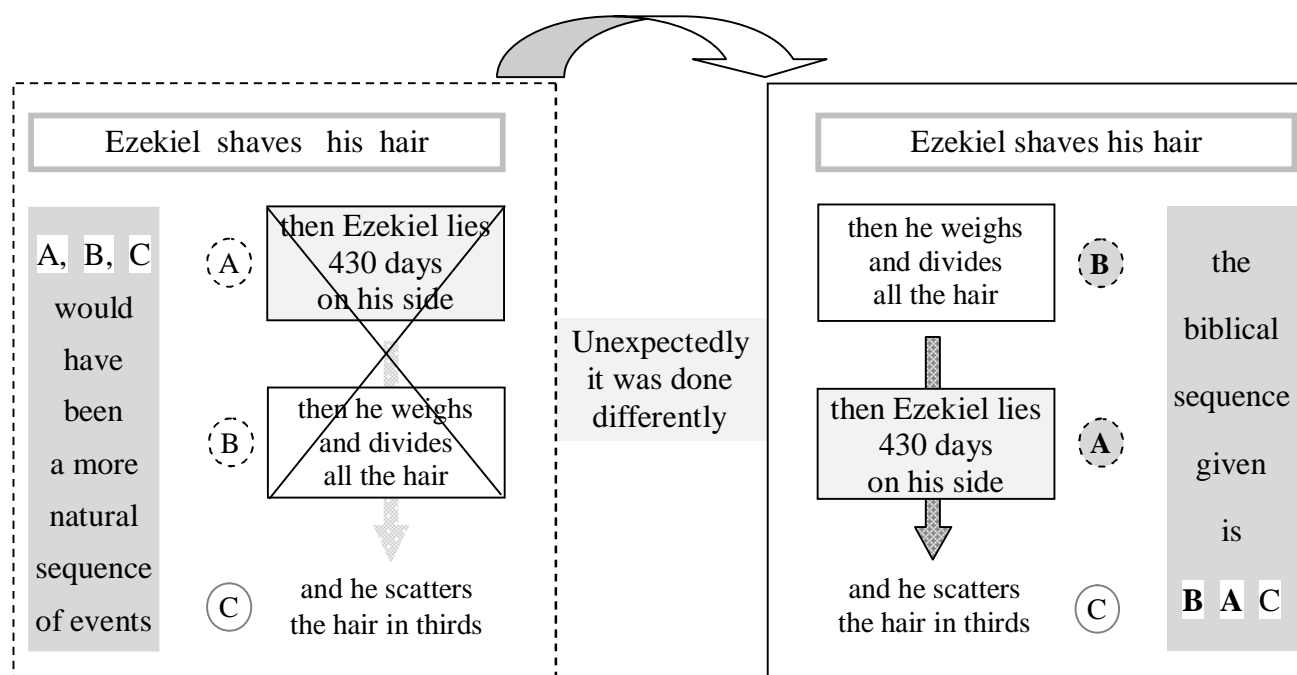 Ezekiel shaves his hair
A, B, C
would
have
been
a more
natural
sequence
of events
A
then Ezekiel lies
430 days
on his side
B
then he weighs
and divides
all the hair
C
and he scatters
the hair in thirds
Unexpectedly
it was done
differently
Ezekiel shaves his hair
then he weighs
and divides
all the hair
B
then Ezekiel lies
430 days
on his side
A
and he scatters
the hair in thirds
C
the
biblical
sequence
given
is
B A C